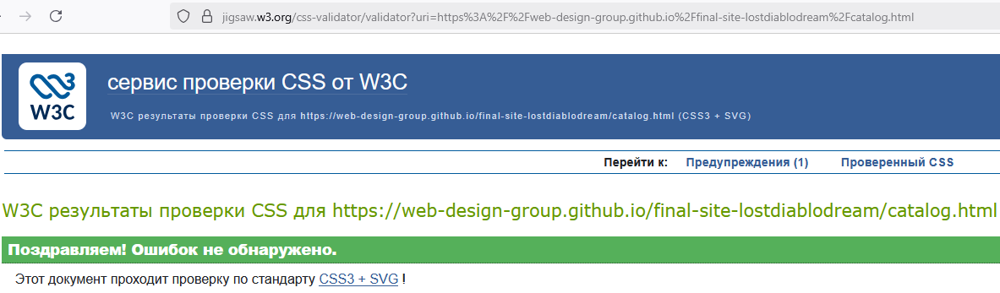 jigsaw.w3.org/css-validator/validator?uri=https%3A%2F%2Fweb-design-group.github.io%2Ffinal-site-lostdiablodream%2Fcatalog.html
W3C
сервис проверки CSS от W3C
W3C результаты проверки CSS для https://web-design-group.github.io/final-site-lostdiablodream/catalog.html (CSS3 + SVG)
Перейти к: Предупреждения (1) Проверенный CSS
W3C результаты проверки CSS для https://web-design-group.github.io/final-site-lostdiablodream/catalog.html
Поздравляем! Ошибок не обнаружено.
Этот документ проходит проверку по стандарту CSS3 + SVG !